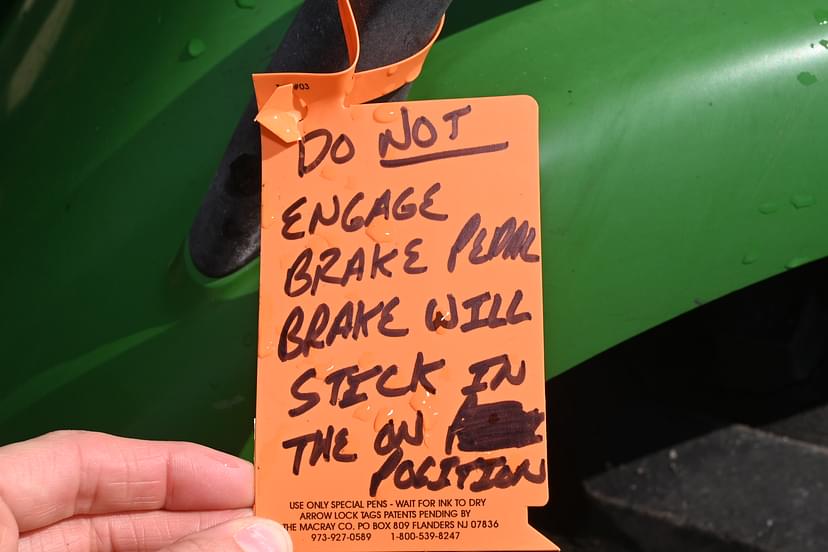 #03
DO NOT
ENGAGE
BRAKE PEDAL
BRAKE WILL
STICK IN
THE ON
POSITION
USE ONLY SPECIAL PENS - WAIT FOR INK TO DRY
ARROW LOCK TAGS PATENTS PENDING BY
THE MACRAY CO. PO BOX 809 FLANDERS NJ 07836
973-927-0589 1-800-539-8247